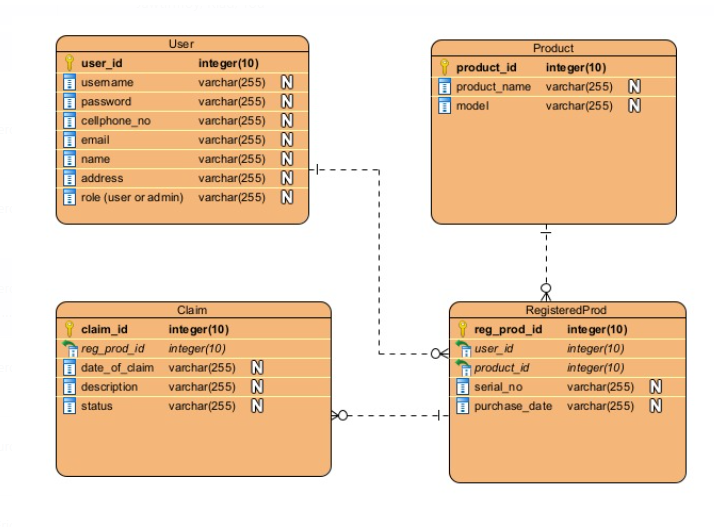 User
user_id integer(10)
username varchar(255) N
password varchar(255) N
cellphone_no varchar(255) N
email varchar(255) N
name varchar(255) N
address varchar(255) N
role (user or admin) varchar(255) N
Product
product_id integer(10)
product_name varchar(255) N
model varchar(255) N
Claim
claim_id integer(10)
reg_prod_id integer(10)
date_of_claim varchar(255) N
description varchar(255) N
status varchar(255) N
RegisteredProd
reg_prod_id integer(10)
user_id integer(10)
product_id integer(10)
serial_no varchar(255) N
purchase_date varchar(255) N